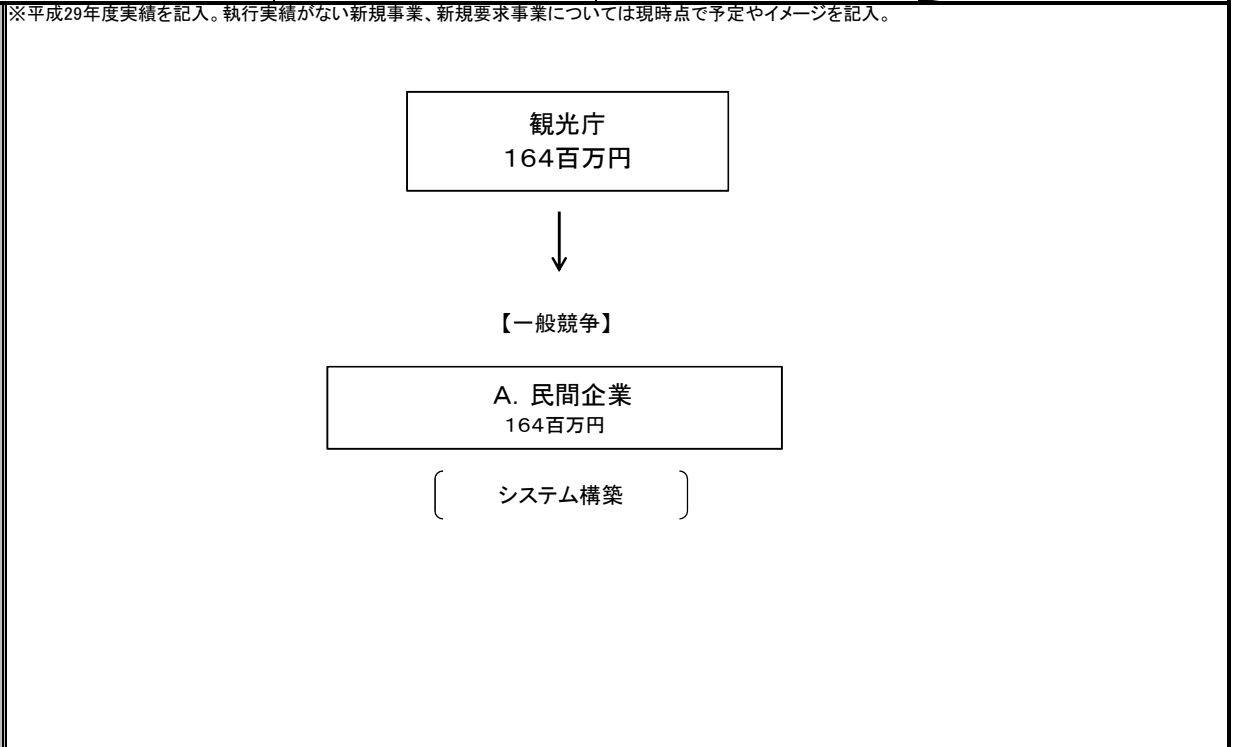 ※平成29年度実績を記入。執行実績がない新規事業、新規要求事業については現時点で予定やイメージを記入。
観光庁
164百万円
【一般競争】
A. 民間企業
164百万円
システム構築